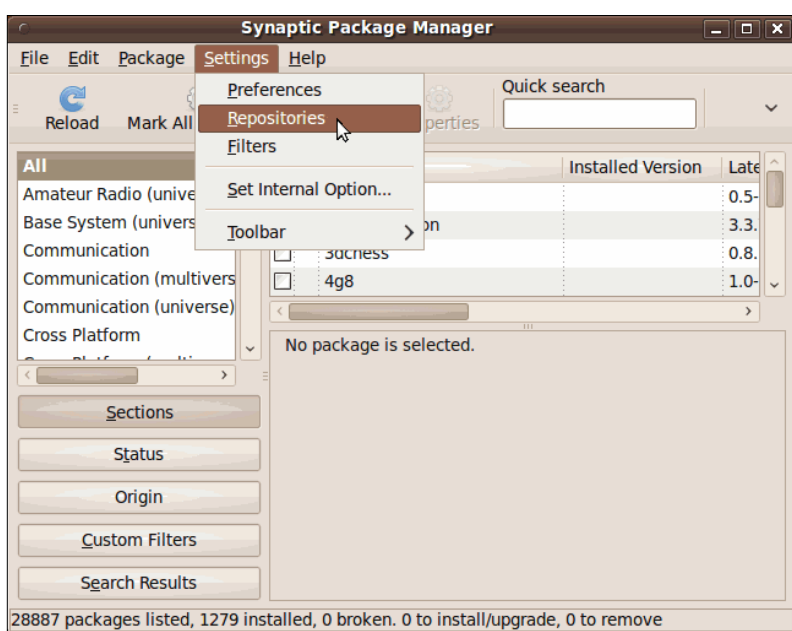 Synaptic Package Manager
File Edit Package Settings Help
Preferences
Repositories
Filters
Set Internal Option...
Toolbar
Reload Mark All perties
Quick search
All
Amateur Radio (unive
Base System (univers
Communication
Communication (multivers
Communication (universe)
Cross Platform
Installed Version Late
0.5-
on 3.3.
3dchess 0.8.
4g8 1.0-
No package is selected.
Sections
Status
Origin
Custom Filters
Search Results
28887 packages listed, 1279 installed, 0 broken. 0 to install/upgrade, 0 to remove